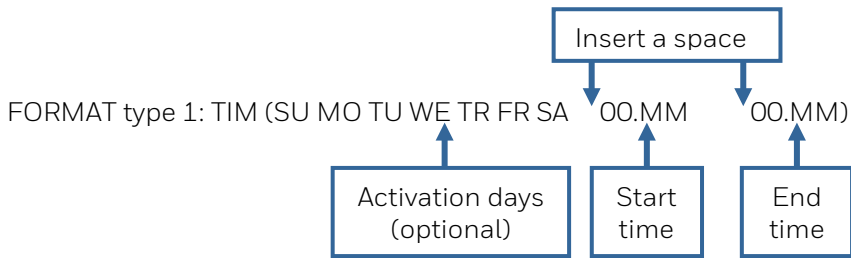 Insert a space
FORMAT type 1: TIM (SU MO TU WE TR FR SA 00.MM 00.MM)
Activation days
(optional)
Start
time
End
time